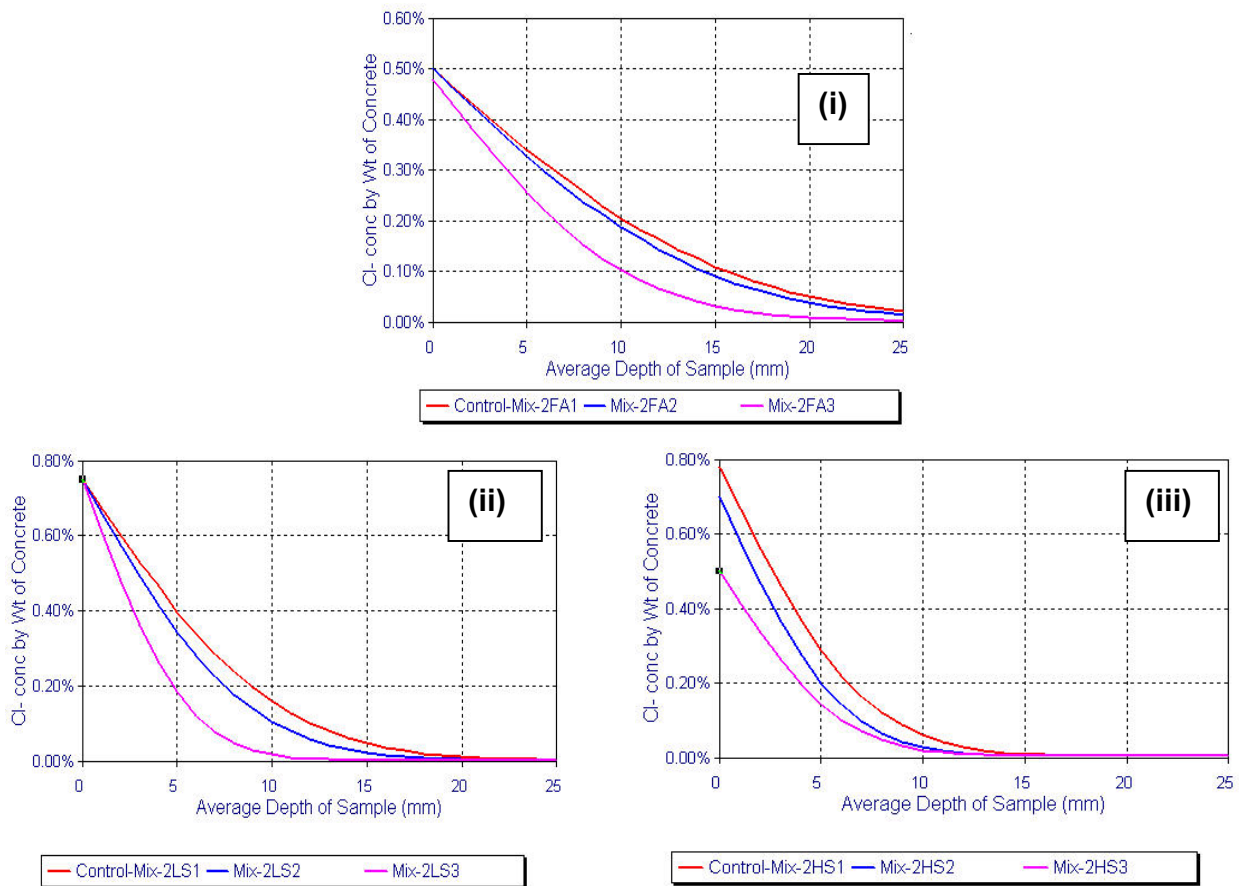 0.60%
0.50%
0.40%
0.30%
0.20%
0.10%
0.00%
Cl- conc by Wt of Concrete
(i)
0 5 10 15 20 25
Average Depth of Sample (mm)
Control-Mix-2FA1 Mix-2FA2 Mix-2FA3
0.80%
0.60%
0.40%
0.20%
0.00%
Cl- conc by Wt of Concrete
(ii)
0 5 10 15 20 25
Average Depth of Sample (mm)
Control-Mix-2LS1 Mix-2LS2 Mix-2LS3
0.80%
0.60%
0.40%
0.20%
0.00%
Cl- conc by Wt of Concrete
(iii)
0 5 10 15 20 25
Average Depth of Sample (mm)
Control-Mix-2HS1 Mix-2HS2 Mix-2HS3